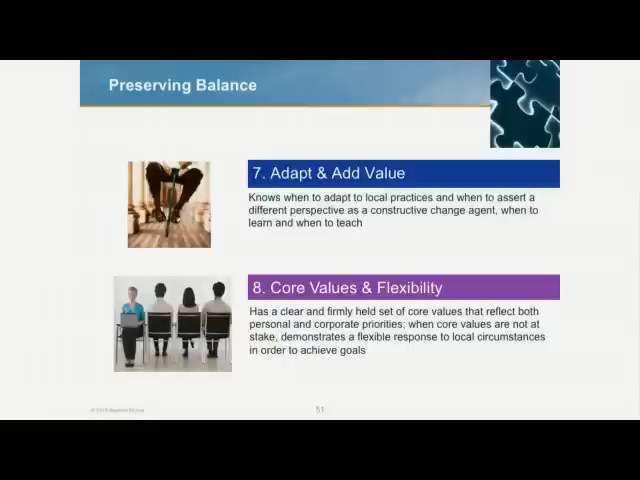 Preserving Balance
7. Adapt & Add Value
Knows when to adapt to local practices and when to assert a
different perspective as a constructive change agent, when to
learn and when to teach
8. Core Values & Flexibility
Has a clear and firmly held set of core values that reflect both
personal and corporate priorities; when core values are not at
stake, demonstrates a flexible response to local circumstances
in order to achieve goals
51